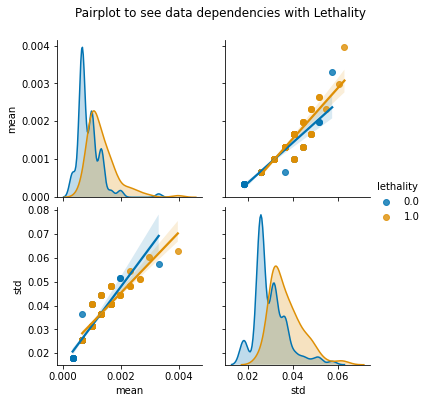 Pairplot to see data dependencies with Lethality
0.004
0.003
0.002
0.001
0.000
mean
lethality
0.0
1.0
0.08
0.07
0.06
0.05
0.04
0.03
0.02
std
0.000 0.002 0.004
mean
0.02 0.04 0.06
std